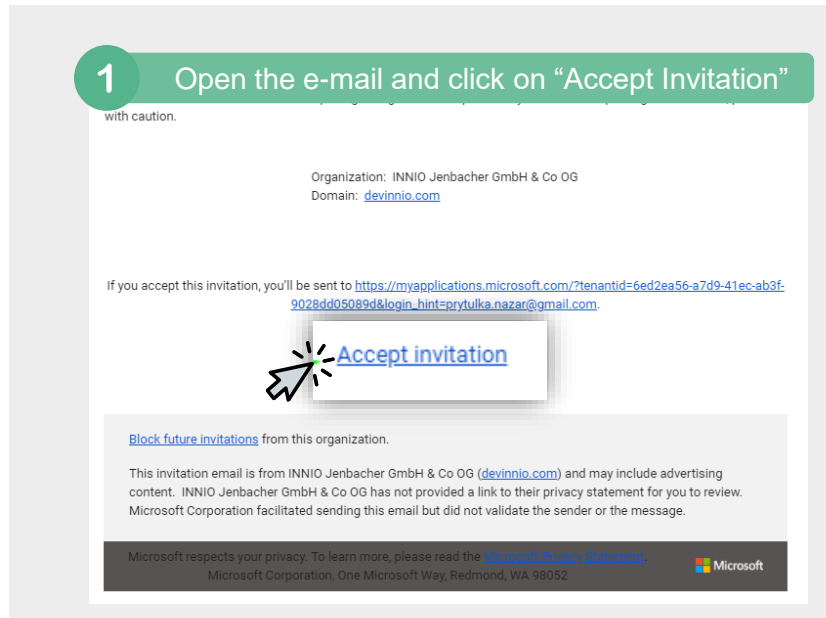 1
Open the e-mail and click on “Accept Invitation”
with caution.
Organization: INNIO Jenbacher GmbH & Co OG
Domain: devinnio.com
If you accept this invitation, you’ll be sent to https://myapplications.microsoft.com/?tenantid=6ed2ea56-a7d9-41ec-ab3f-
9028dd05089d&login_hint=prytulka.nazar@gmail.com.
Accept invitation
Block future invitations from this organization.
This invitation email is from INNIO Jenbacher GmbH & Co OG (devinnio.com) and may include advertising
content. INNIO Jenbacher GmbH & Co OG has not provided a link to their privacy statement for you to review.
Microsoft Corporation facilitated sending this email but did not validate the sender or the message.
Microsoft respects your privacy. To learn more, please read the Microsoft Privacy Statement.
Microsoft Corporation, One Microsoft Way, Redmond, WA 98052
Microsoft